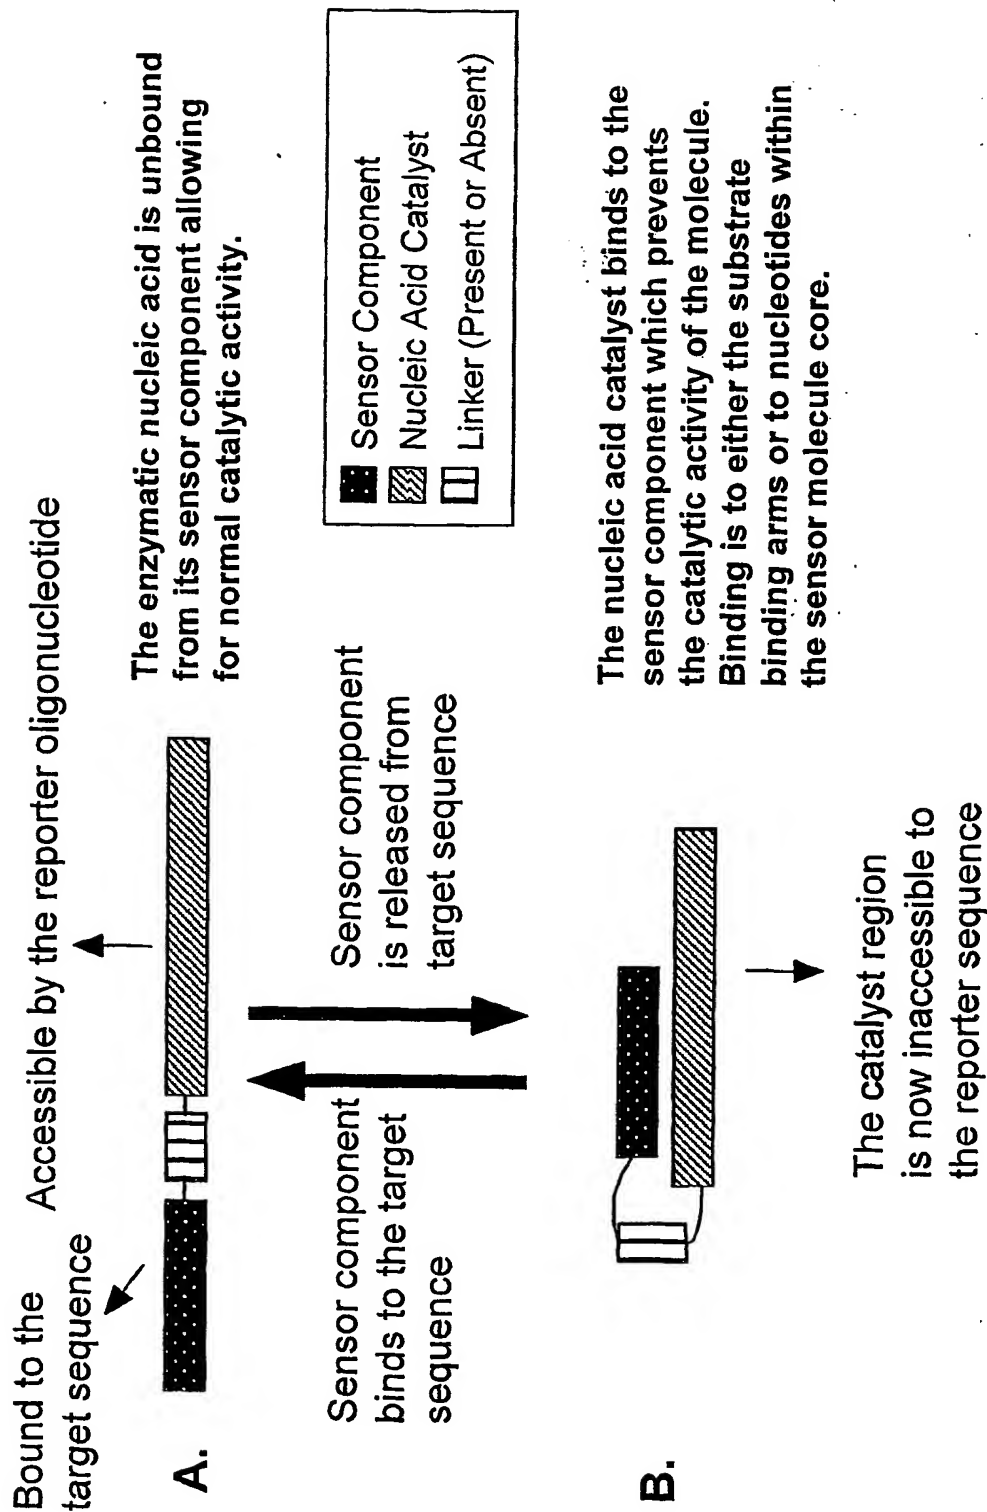 Bound to the
target sequence
Accessible by the reporter oligonucleotide
A.
The enzymatic nucleic acid is unbound
from its sensor component allowing
for normal catalytic activity.
Sensor component
binds to the target
sequence
Sensor component
is released from
target sequence
Sensor Component
Nucleic Acid Catalyst
Linker (Present or Absent)
B.
The nucleic acid catalyst binds to the
sensor component which prevents
the catalytic activity of the molecule.
Binding is to either the substrate
binding arms or to nucleotides within
the sensor molecule core.
The catalyst region
is now inaccessible to
the reporter sequence